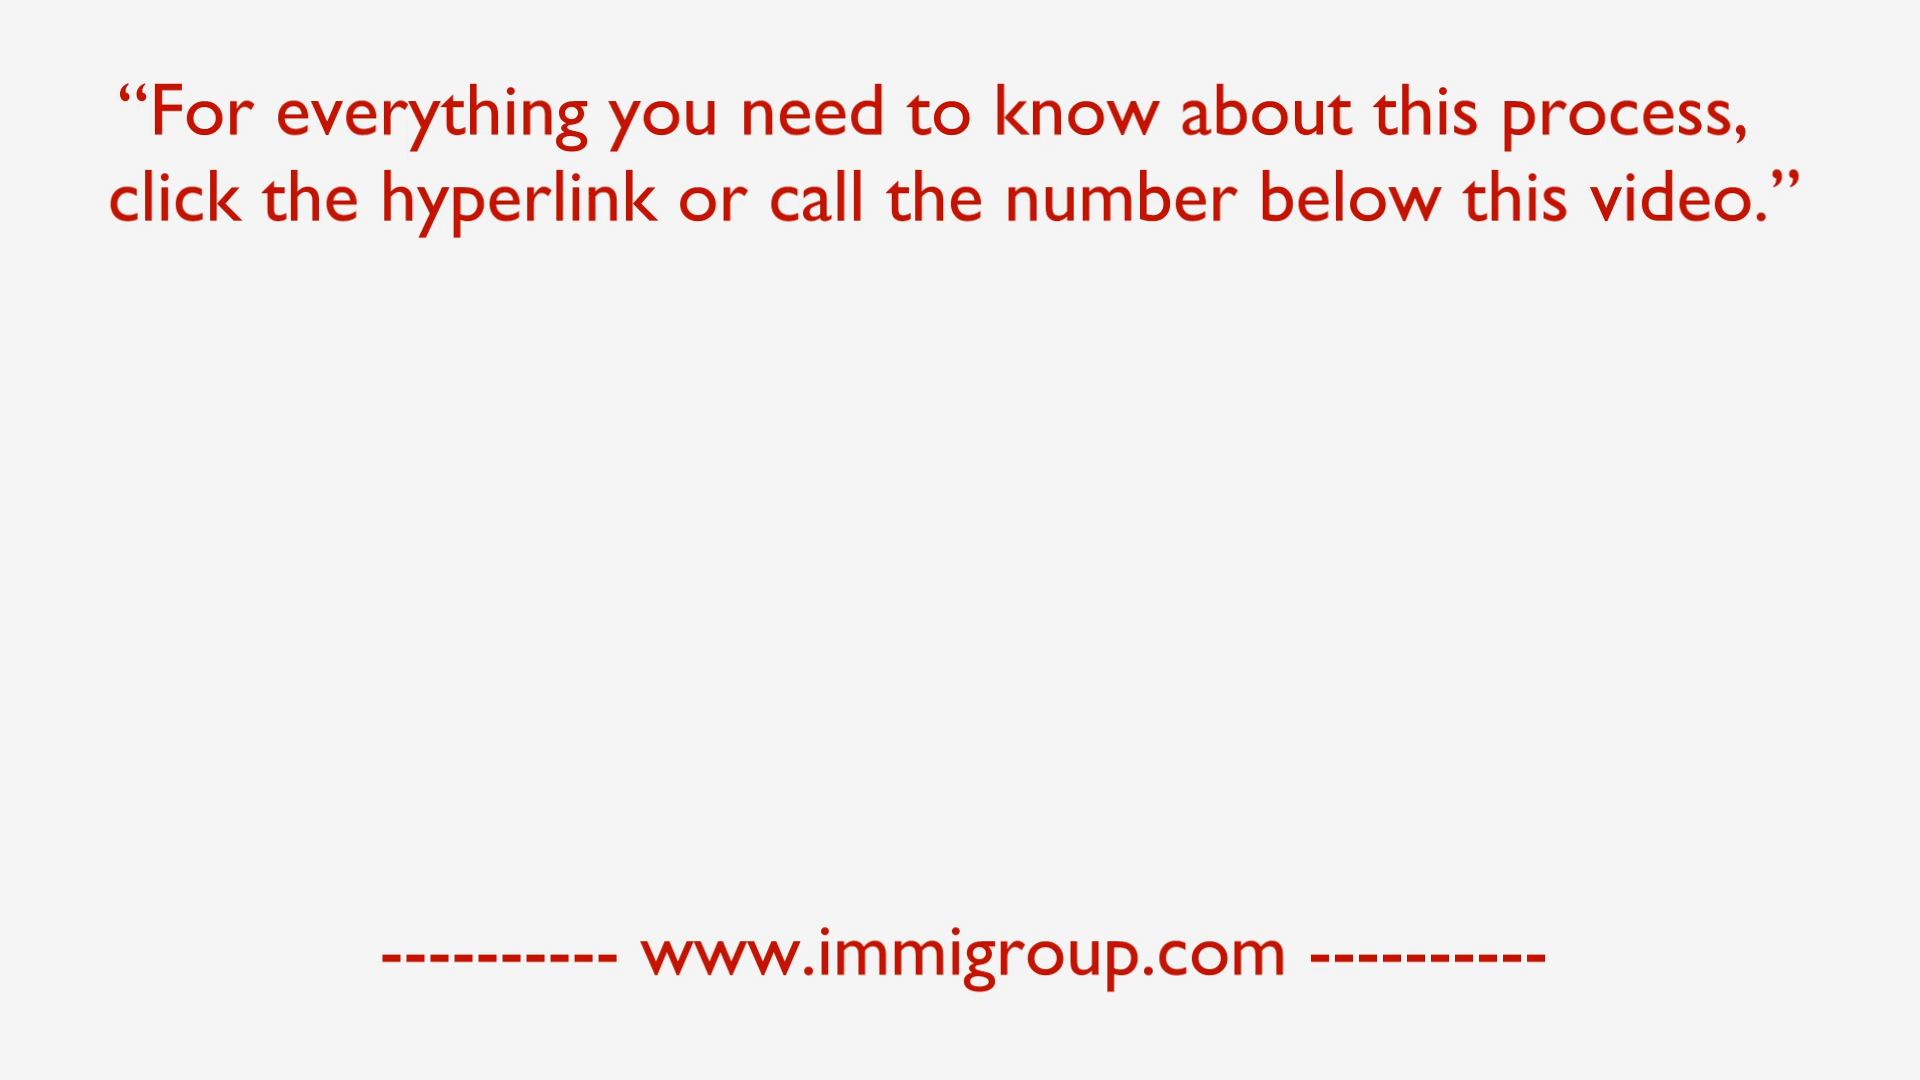 “For everything you need to know about this process,
click the hyperlink or call the number below this video.”
---------- www.immigroup.com ----------